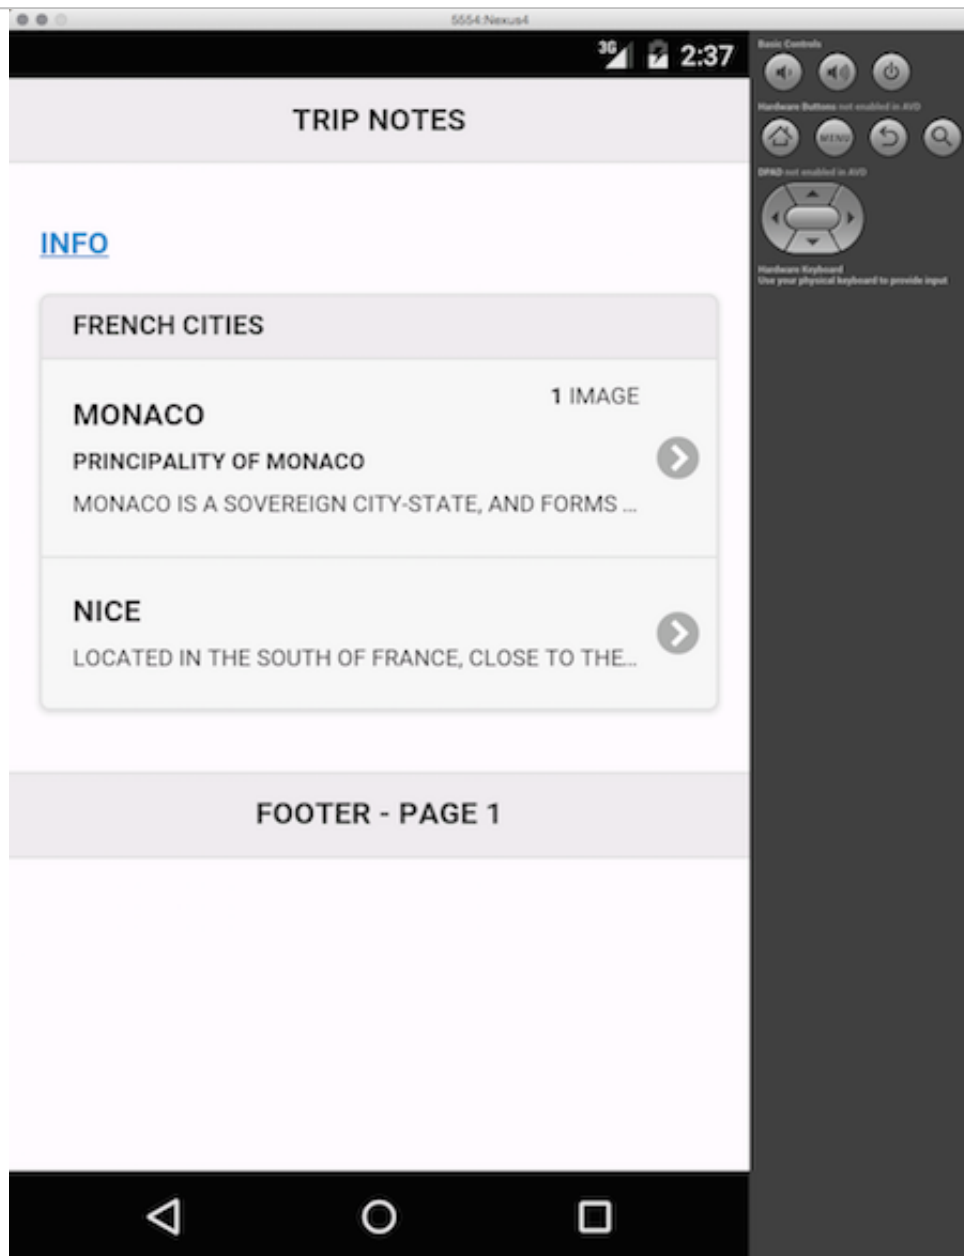 5554:Nexus4
3G 2:37
TRIP NOTES
INFO
FRENCH CITIES
1 IMAGE
MONACO
PRINCIPALITY OF MONACO
MONACO IS A SOVEREIGN CITY-STATE, AND FORMS ...
NICE
LOCATED IN THE SOUTH OF FRANCE, CLOSE TO THE...
FOOTER - PAGE 1
Basic Controls
Hardware Buttons not enabled in AVD
MENU
DPAD not enabled in AVD
Hardware Keyboard
Use your physical keyboard to provide input